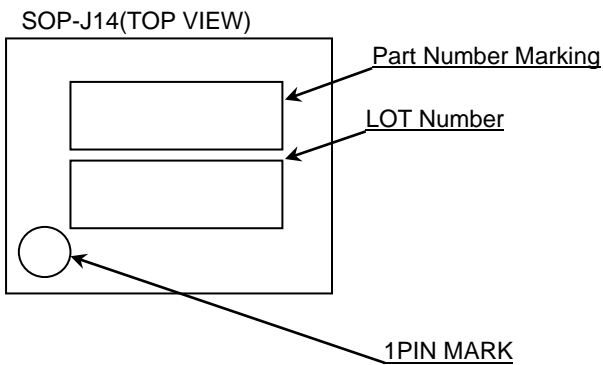 SOP-J14(TOP VIEW)
Part Number Marking
LOT Number
1PIN MARK